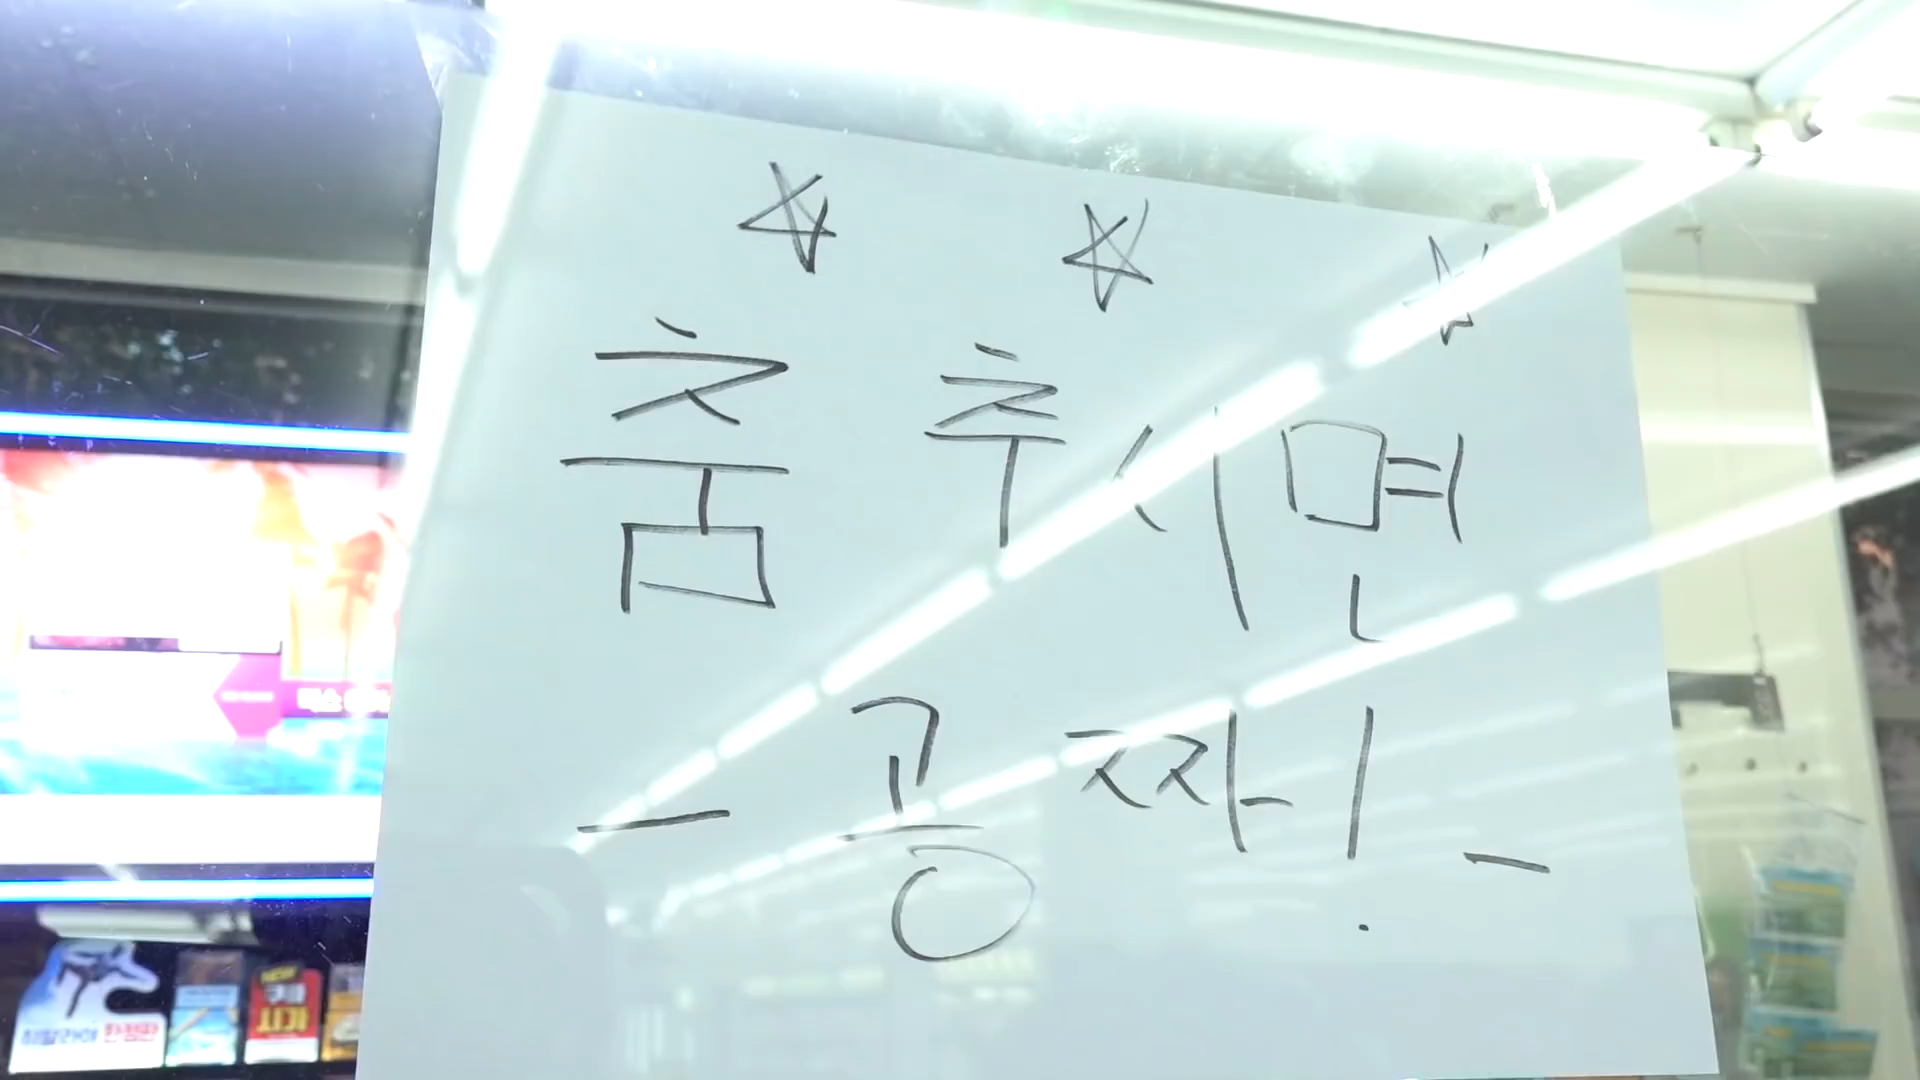 ☆ ☆ ☆
춤 추시면
- 공짜! -